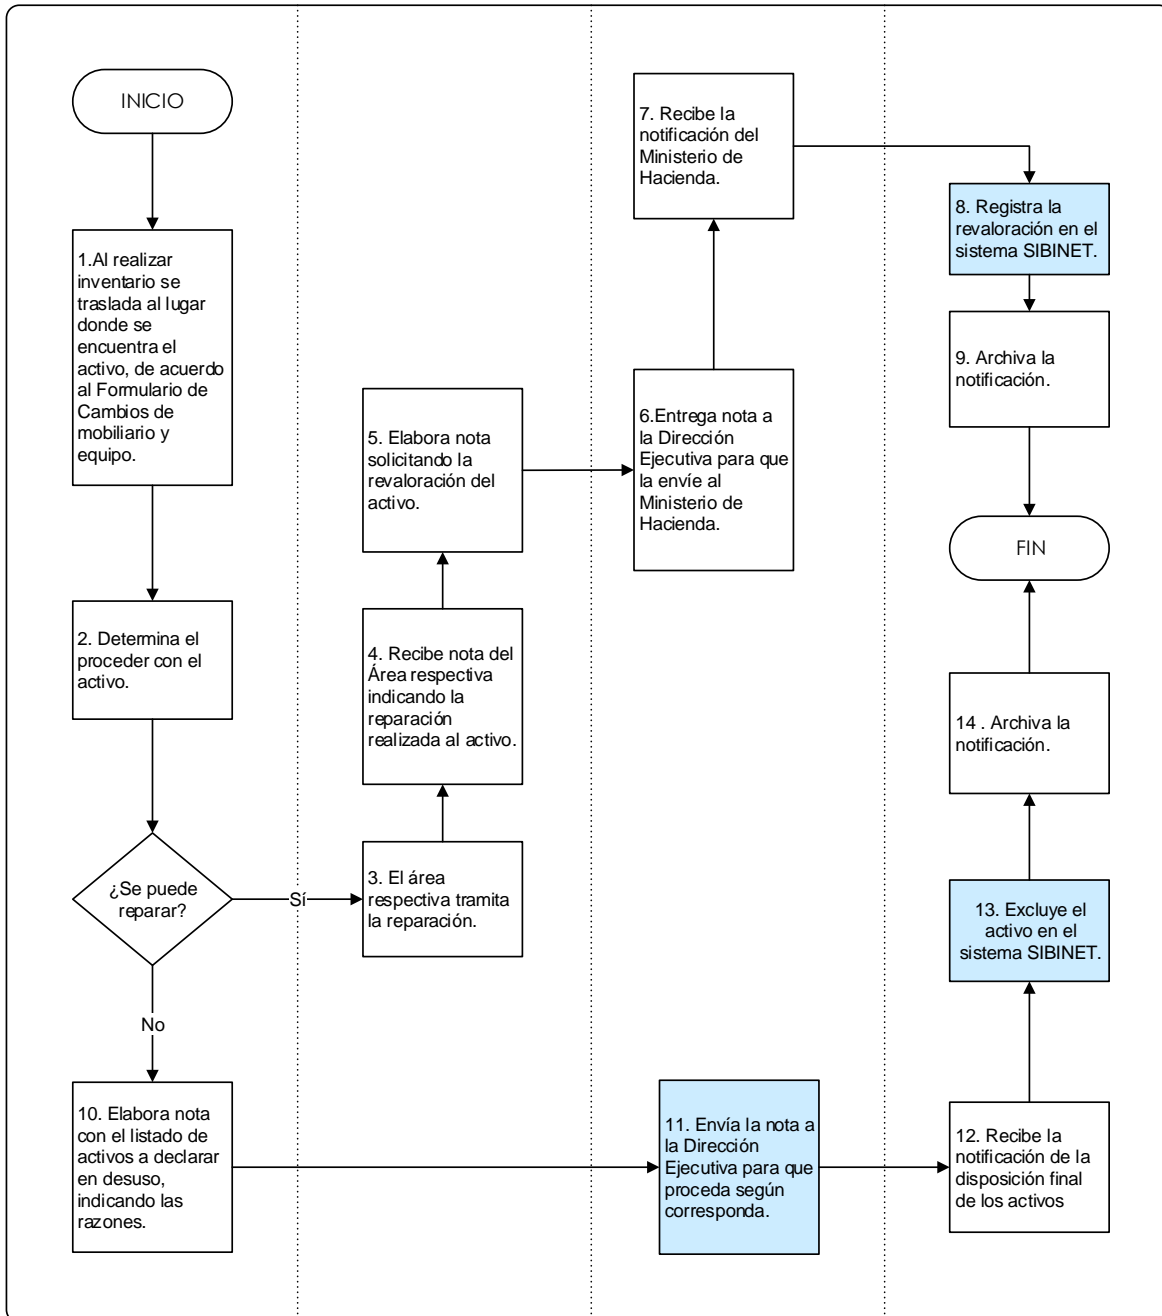 INICIO
1.Al realizar
inventario se
traslada al lugar
donde se
encuentra el
activo, de acuerdo
al Formulario de
Cambios de
mobiliario y
equipo.
2. Determina el
proceder con el
activo.
¿Se puede
reparar?
Sí
No
3. El área
respectiva tramita
la reparación.
4. Recibe nota del
Área respectiva
indicando la
reparación
realizada al activo.
5. Elabora nota
solicitando la
revaloración del
activo.
6.Entrega nota a
la Dirección
Ejecutiva para que
la envíe al
Ministerio de
Hacienda.
7. Recibe la
notificación del
Ministerio de
Hacienda.
8. Registra la
revaloración en el
sistema SIBINET.
9. Archiva la
notificación.
FIN
10. Elabora nota
con el listado de
activos a declarar
en desuso,
indicando las
razones.
11. Envía la nota a
la Dirección
Ejecutiva para que
proceda según
corresponda.
12. Recibe la
notificación de la
disposición final
de los activos
13. Excluye el
activo en el
sistema SIBINET.
14 . Archiva la
notificación.